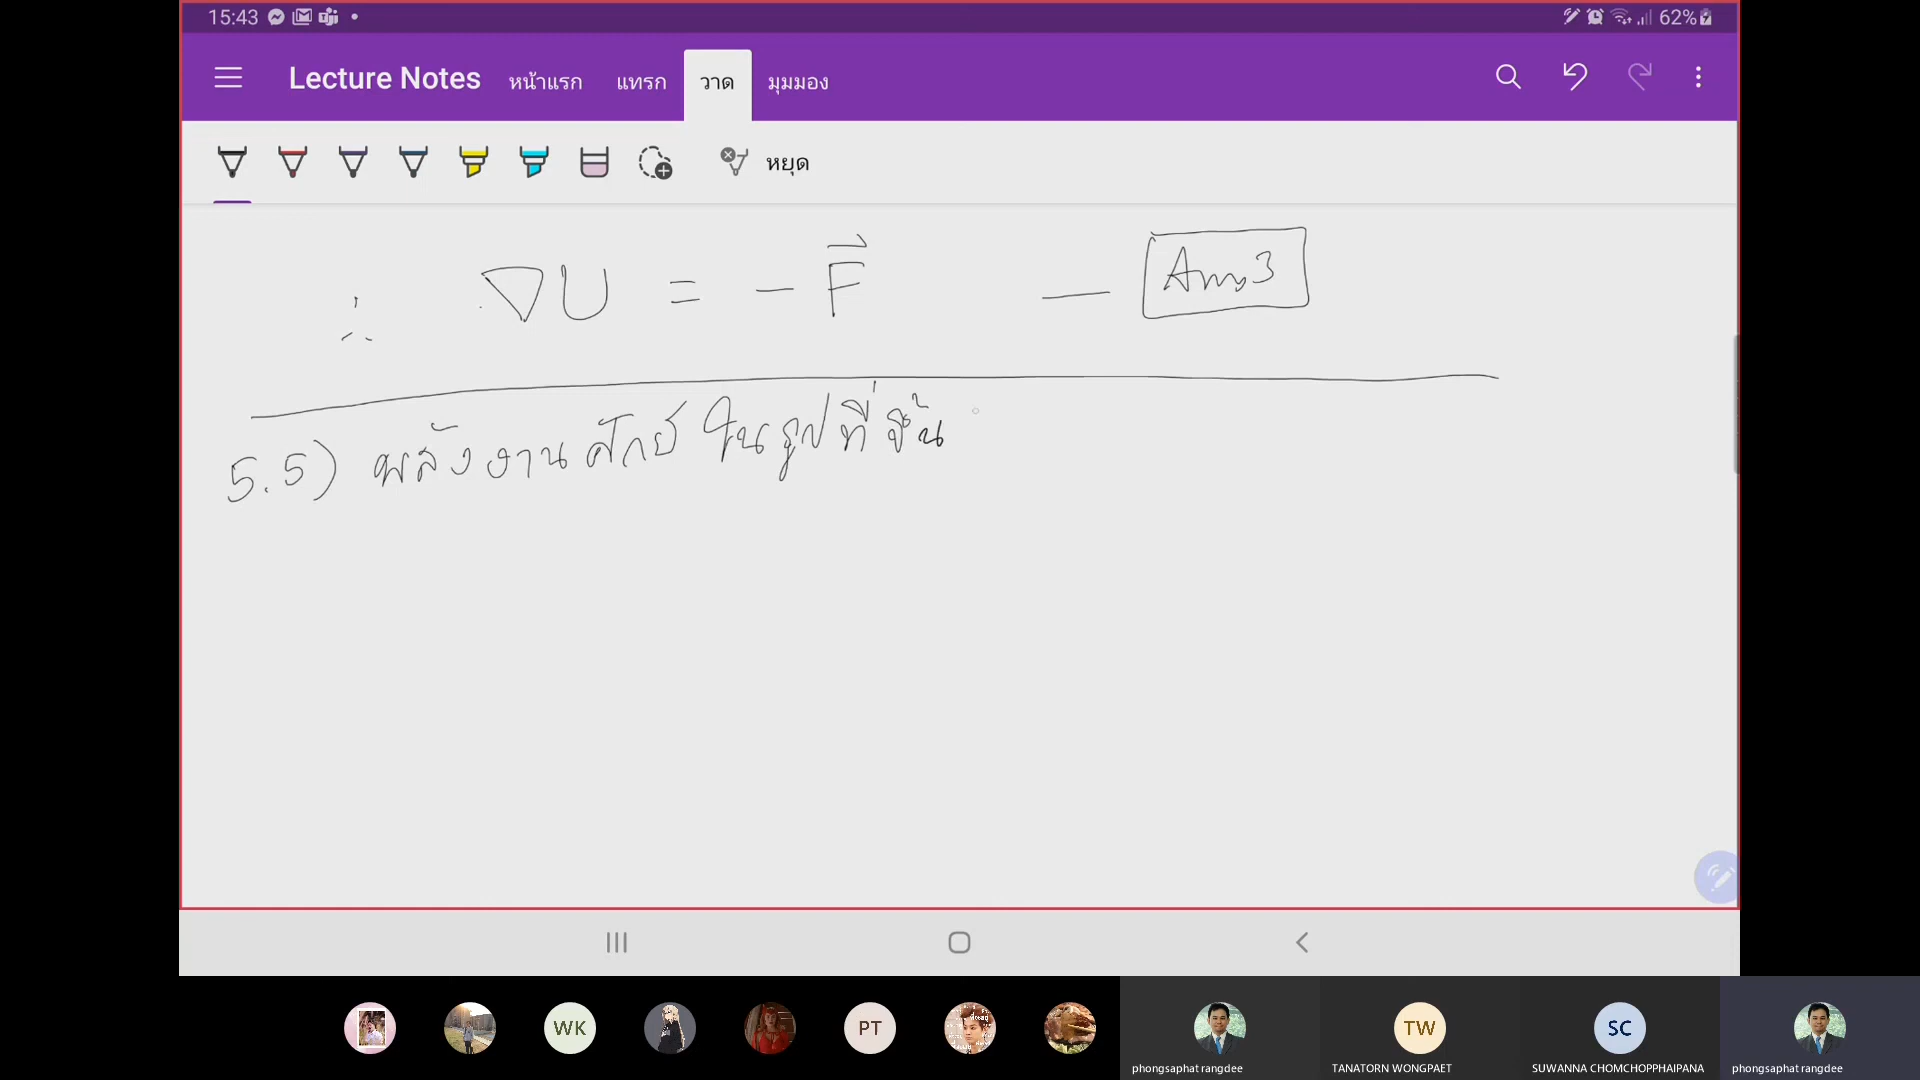 15:43 62%
Lecture Notes หน้าแรก แทรก วาด มุมมอง
หยุด
∴ ∇U = - F⃗ — Ans3
5.5) พลังงานศักย์ ในรูปที่ขึ้น
WK PT TW SC
phongsaphat rangdee TANATORN WONGPAET SUWANNA CHOMCHOPPHAIPANA phongsaphat rangdee